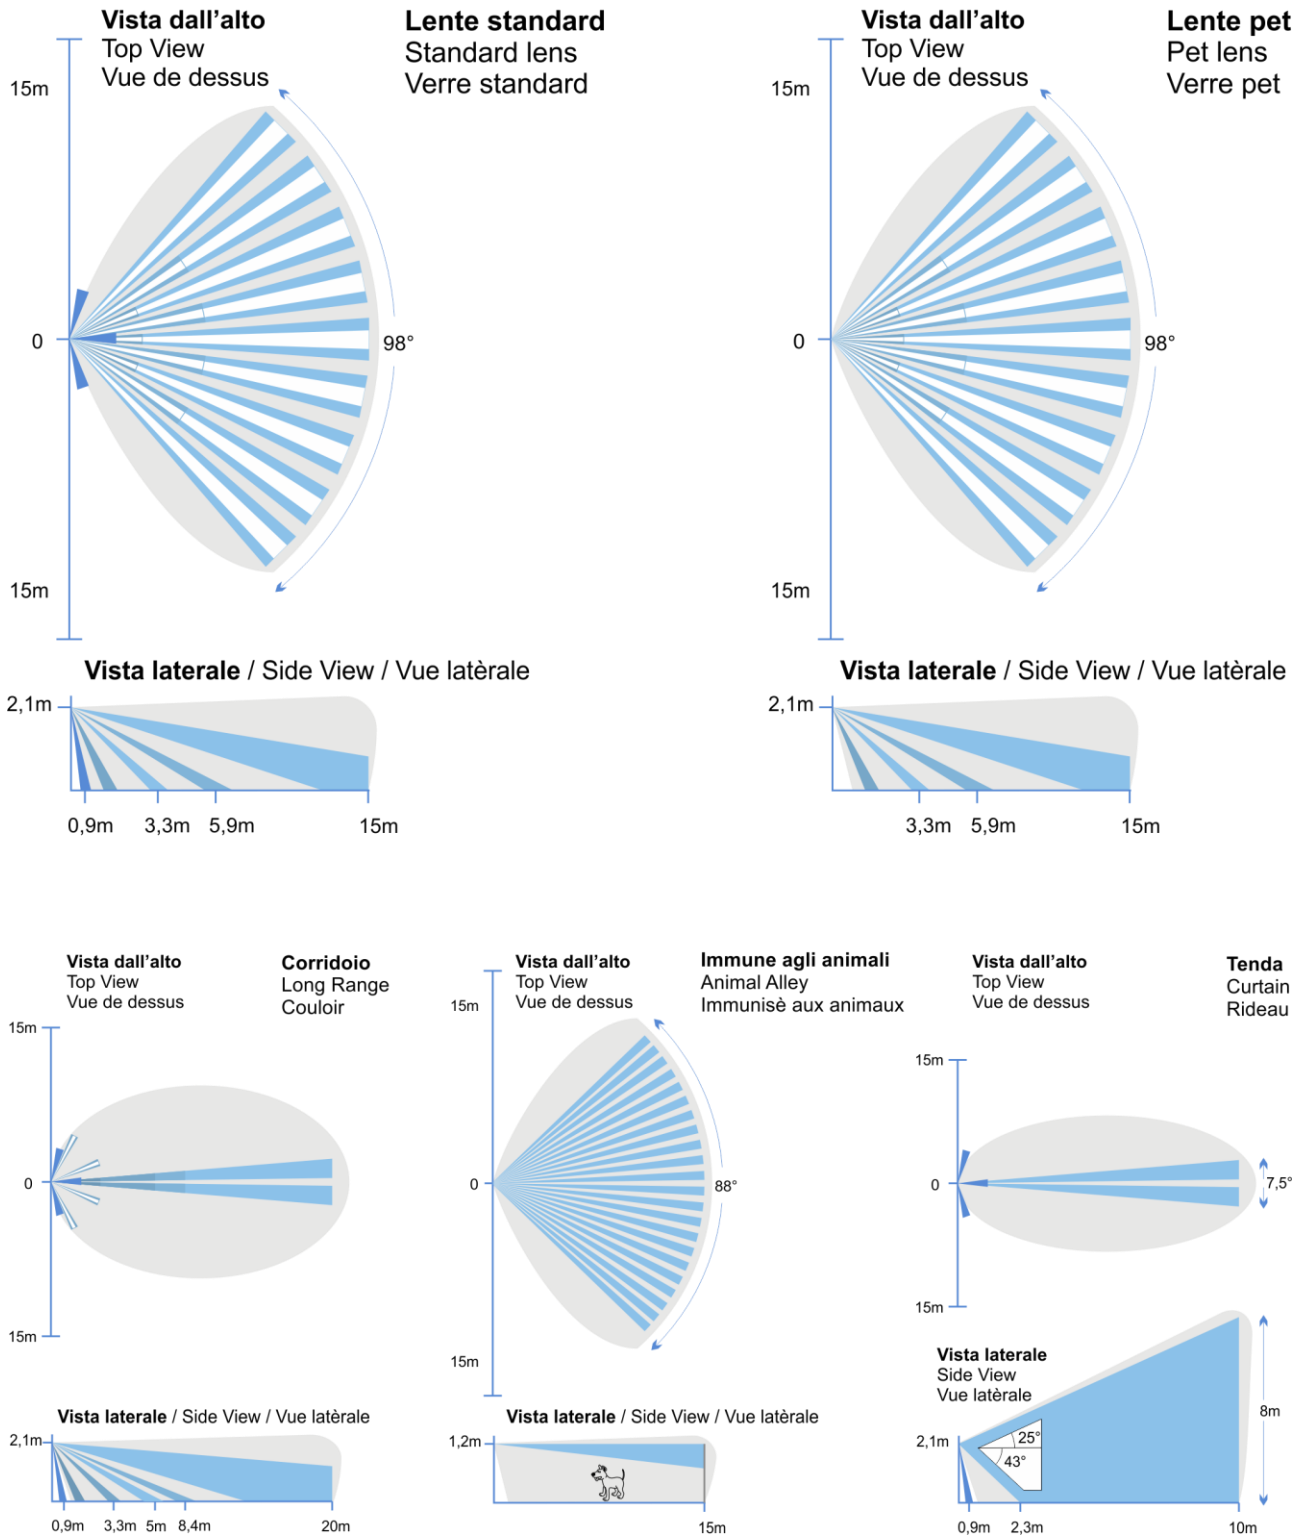 Vista dall'alto
Top View
Vue de dessus
Lente standard
Standard lens
Verre standard
15m
0
98°
15m
Vista laterale / Side View / Vue latèrale
2,1m
0,9m 3,3m 5,9m 15m
Vista dall'alto
Top View
Vue de dessus
Lente pet
Pet lens
Verre pet
15m
0
98°
15m
Vista laterale / Side View / Vue latèrale
2,1m
3,3m 5,9m 15m
Vista dall'alto
Top View
Vue de dessus
Corridoio
Long Range
Couloir
15m
0
15m
Vista laterale / Side View / Vue latèrale
2,1m
0,9m 3,3m 5m 8,4m 20m
Vista dall'alto
Top View
Vue de dessus
Immune agli animali
Animal Alley
Immunisè aux animaux
15m
0
88°
15m
Vista laterale / Side View / Vue latèrale
1,2m
15m
Vista dall'alto
Top View
Vue de dessus
Tenda
Curtain
Rideau
15m
0
7,5°
15m
Vista laterale
Side View
Vue latèrale
2,1m
25°
43°
8m
0,9m 2,3m 10m